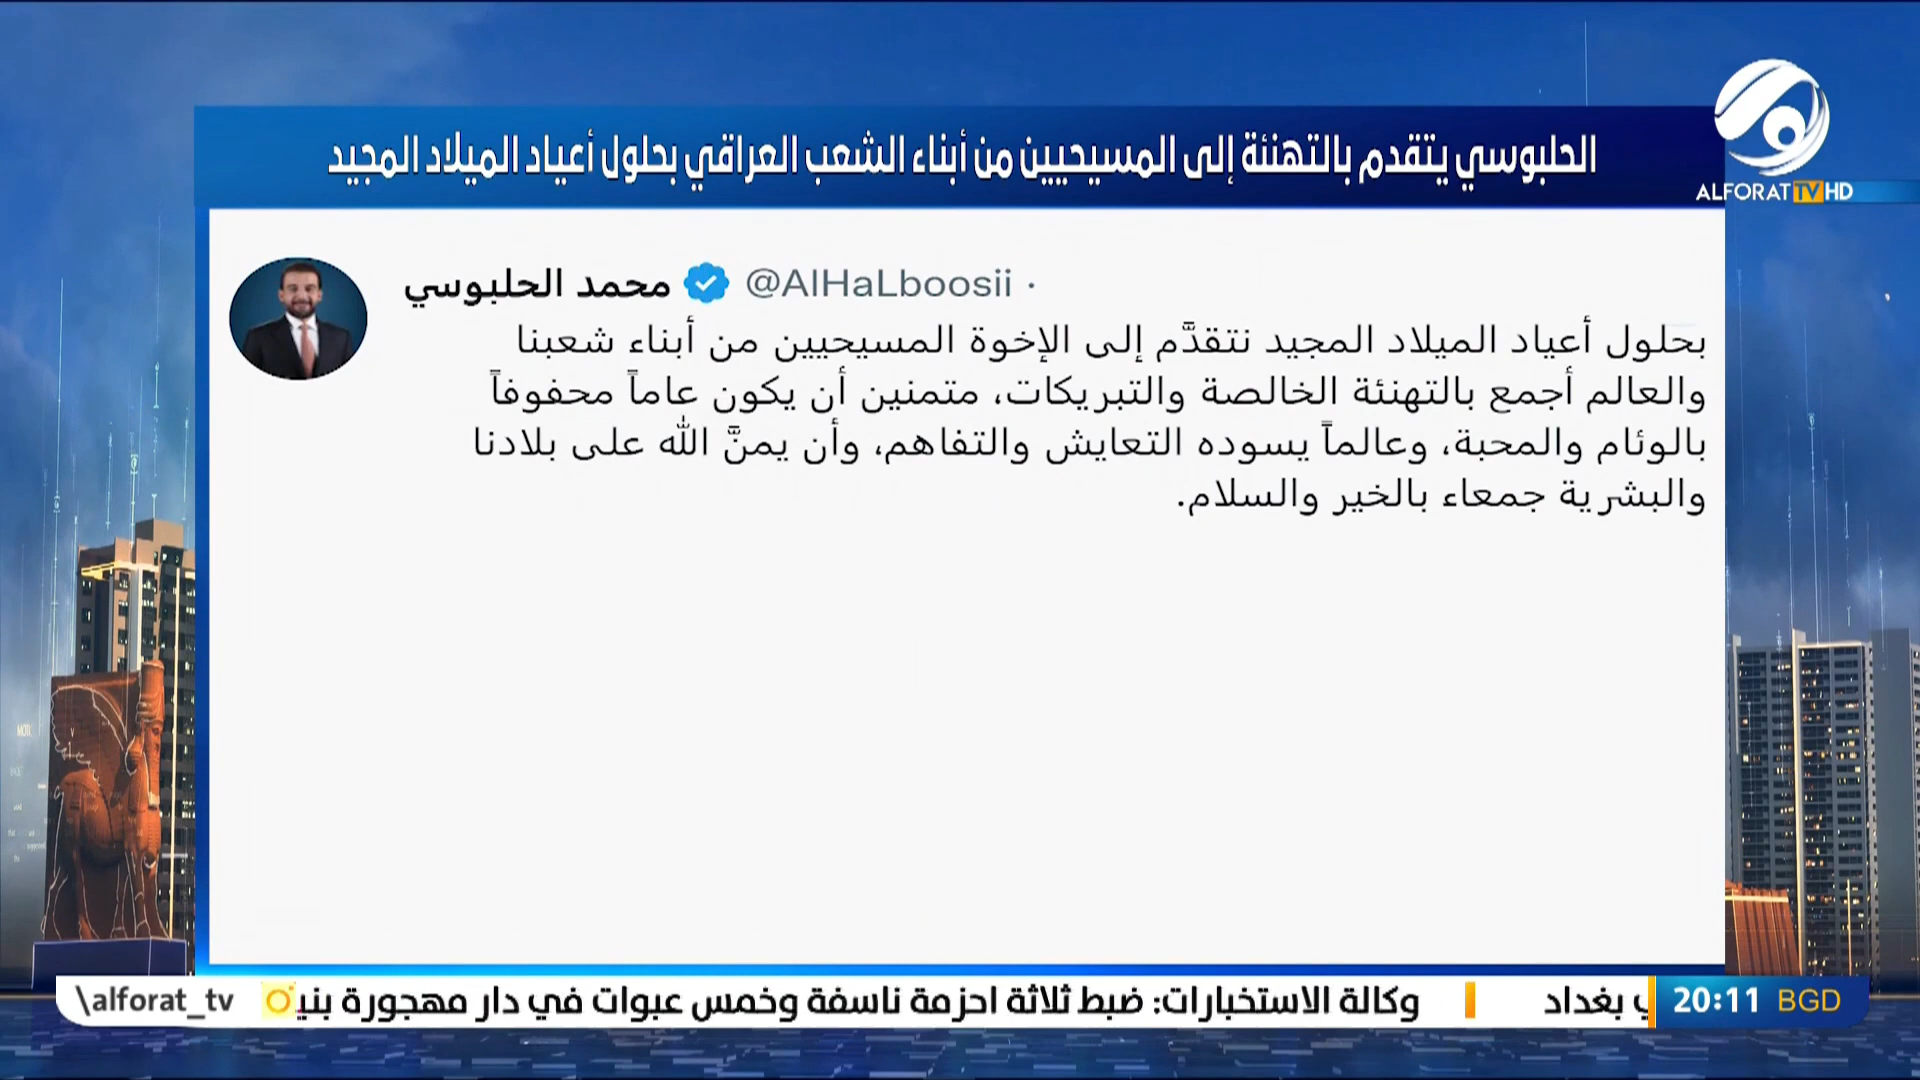 الحلبوسي يتقدم بالتهنئة إلى المسيحيين من أبناء الشعب العراقي بحلول أعياد الميلاد المجيد
ALFORAT TV HD
محمد الحلبوسي @AlHaLboosii ·
بحلول أعياد الميلاد المجيد نتقدَّم إلى الإخوة المسيحيين من أبناء شعبنا
والعالم أجمع بالتهنئة الخالصة والتبريكات، متمنين أن يكون عاماً محفوفاً
بالوئام والمحبة، وعالماً يسوده التعايش والتفاهم، وأن يمنَّ الله على بلادنا
والبشرية جمعاء بالخير والسلام.
بغداد
وكالة الاستخبارات: ضبط ثلاثة احزمة ناسفة وخمس عبوات في دار مهجورة
\alforat_tv
20:11 BGD